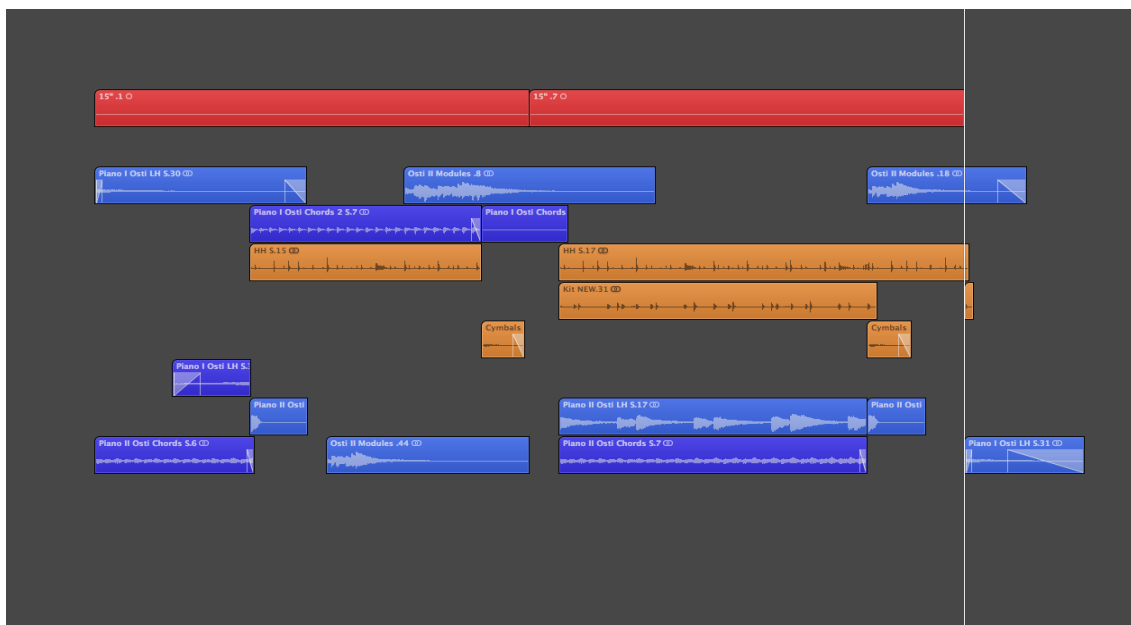 15" .1
15" .7
Piano I Osti LH S.30
Osti II Modules .8
Osti II Modules .18
Piano I Osti Chords 2 S.7
Piano I Osti Chords
HH S.15
HH S.17
Kit NEW.31
Cymbals
Cymbals
Piano I Osti LH S.
Piano II Osti
Piano II Osti LH S.17
Piano II Osti
Piano II Osti Chords S.6
Osti II Modules .44
Piano II Osti Chords S.7
Piano I Osti LH S.31